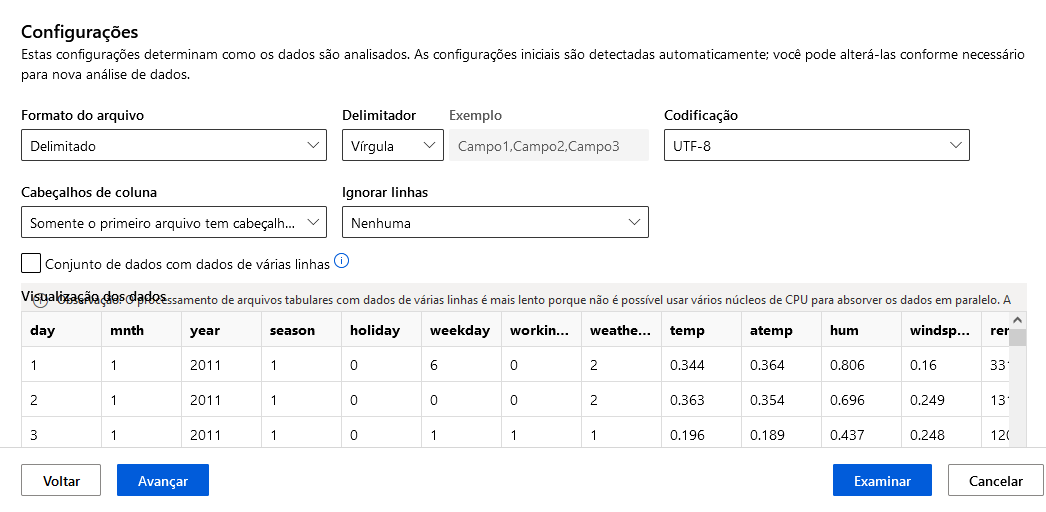 Configurações
Estas configurações determinam como os dados são analisados. As configurações iniciais são detectadas automaticamente; você pode alterá-las conforme necessário
para nova análise de dados.
Formato do arquivo Delimitador Exemplo Codificação
Delimitado Vírgula Campo1,Campo2,Campo3 UTF-8
Cabeçalhos de coluna Ignorar linhas
Somente o primeiro arquivo tem cabeçalh... Nenhuma
Conjunto de dados com dados de várias linhas
Visualização dos dados
Observação: O processamento de arquivos tabulares com dados de várias linhas é mais lento porque não é possível usar vários núcleos de CPU para absorver os dados em paralelo. A
day mnth year season holiday weekday workin... weathe... temp atemp hum windsp... ren
1 1 2011 1 0 6 0 2 0.344 0.364 0.806 0.16 331
2 1 2011 1 0 0 0 2 0.363 0.354 0.696 0.249 131
3 1 2011 1 0 1 1 1 0.196 0.189 0.437 0.248 120
Voltar Avançar Examinar Cancelar